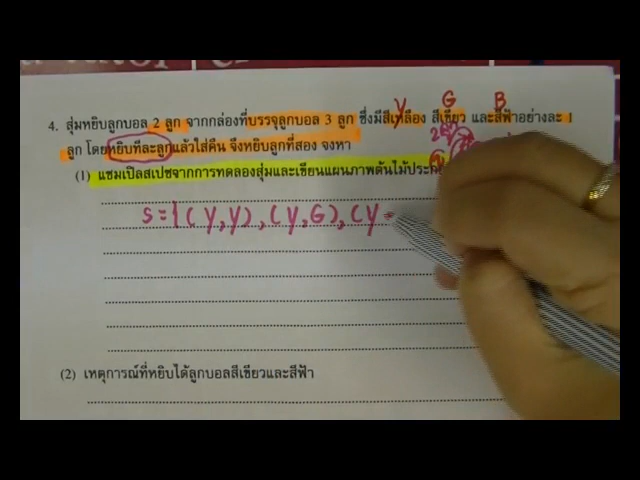 Y G B
4. สุ่มหยิบลูกบอล 2 ลูก จากกล่องที่บรรจุลูกบอล 3 ลูก ซึ่งมีสีเหลือง สีเขียว และสีฟ้าอย่างละ 1
ลูก โดยหยิบทีละลูกแล้วใส่คืน จึงหยิบลูกที่สอง จงหา
(1) แซมเปิลสเปซจากการทดลองสุ่มและเขียนแผนภาพต้นไม้
S={(Y,Y),(Y,G),(Y
(2) เหตุการณ์ที่หยิบได้ลูกบอลสีเขียวและสีฟ้า